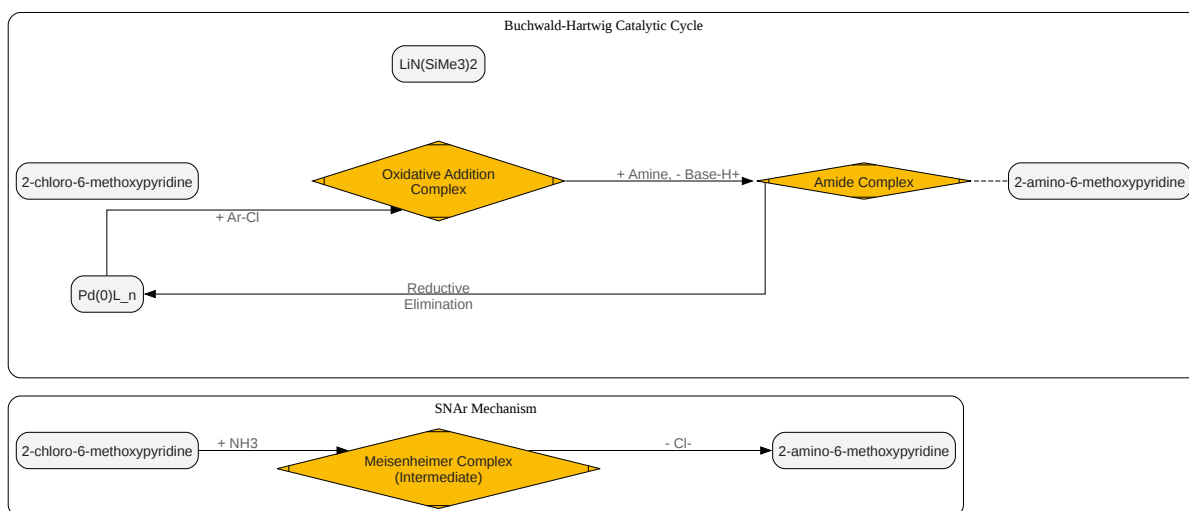 Buchwald-Hartwig Catalytic Cycle
LiN(SiMe3)2
2-chloro-6-methoxypyridine
Oxidative Addition
Complex
+ Amine, - Base-H+
Amide Complex
2-amino-6-methoxypyridine
+ Ar-Cl
Pd(0)L_n
Reductive
Elimination
SNAr Mechanism
2-chloro-6-methoxypyridine
+ NH3
Meisenheimer Complex
(Intermediate)
- Cl-
2-amino-6-methoxypyridine